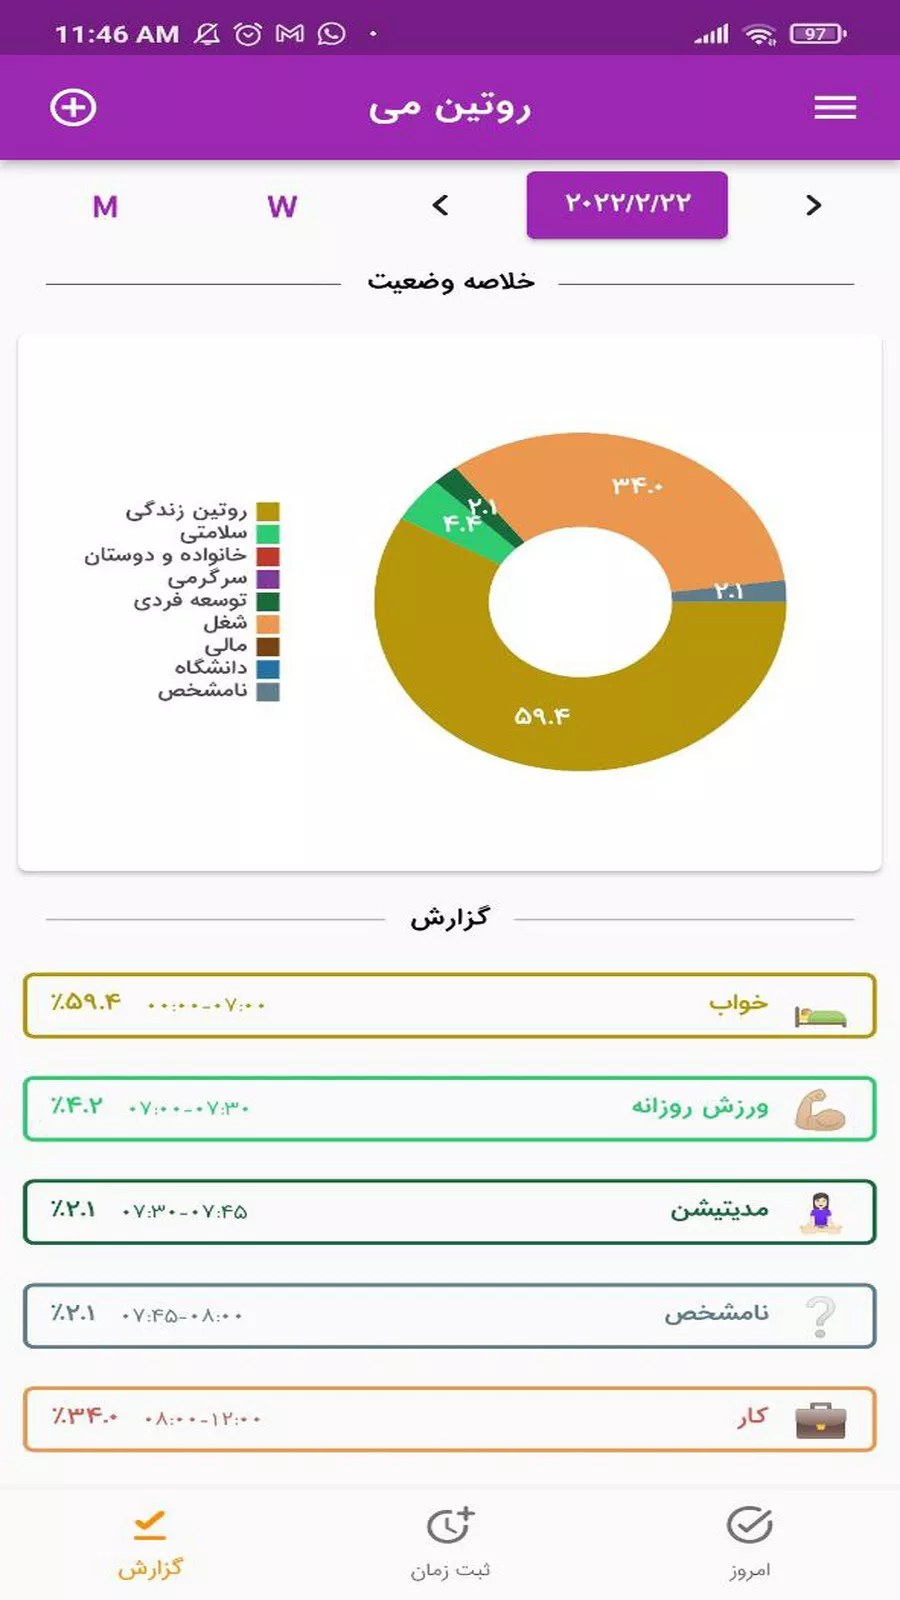 11:46 AM
97
روتین می
M
W
۲۰۲۲/۲/۲۲
خلاصه وضعیت
روتین زندگی
سلامتی
خانواده و دوستان
سرگرمی
توسعه فردی
شغل
مالی
دانشگاه
نامشخص
۳۴.۰
۲.۱
۴.۴
۲.۱
۵۹.۴
گزارش
خواب ۰۰:۰۰-۰۷:۰۰ ٪۵۹.۴
ورزش روزانه ۰۷:۰۰-۰۷:۳۰ ٪۴.۲
مدیتیشن ۰۷:۳۰-۰۷:۴۵ ٪۲.۱
نامشخص ۰۷:۴۵-۰۸:۰۰ ٪۲.۱
کار ۰۸:۰۰-۱۲:۰۰ ٪۳۴.۰
امروز
ثبت زمان
گزارش